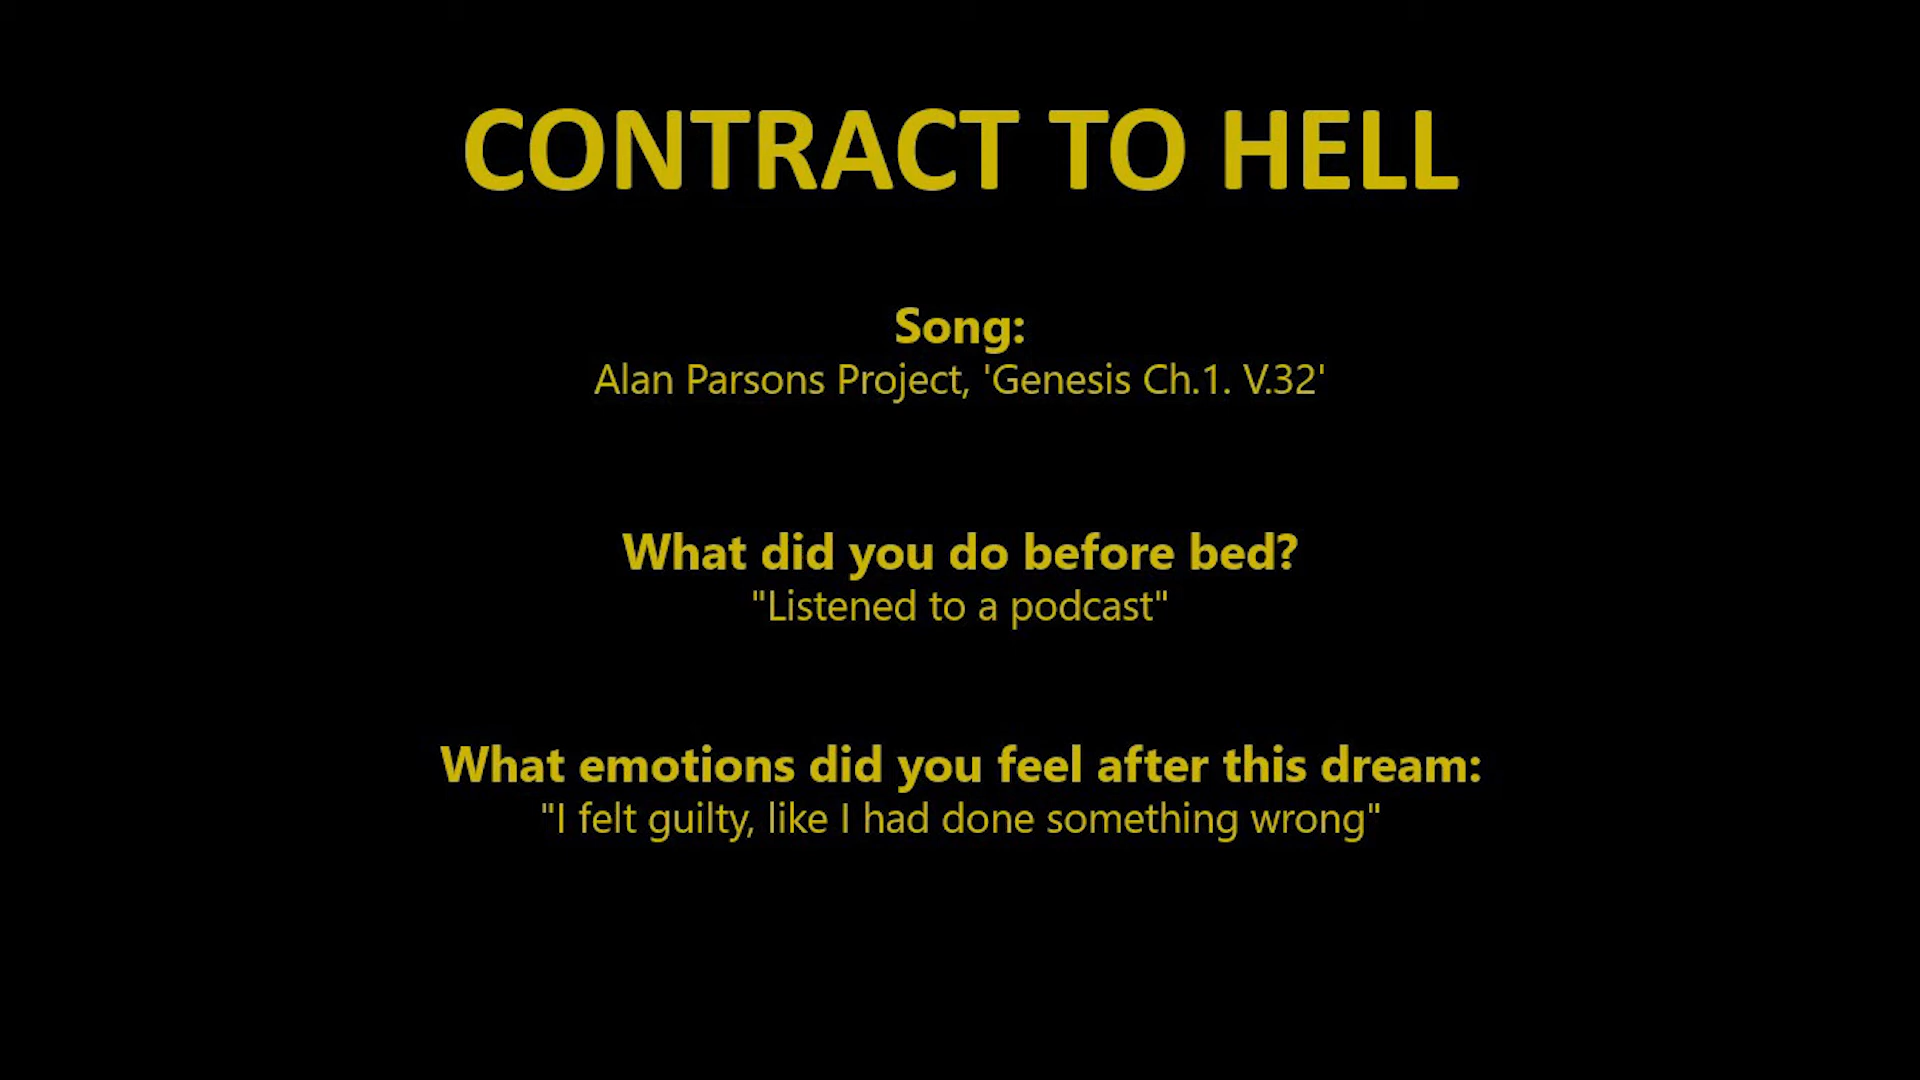 CONTRACT TO HELL
Song:
Alan Parsons Project, 'Genesis Ch.1. V.32'
What did you do before bed?
"Listened to a podcast"
What emotions did you feel after this dream:
"I felt guilty, like I had done something wrong"